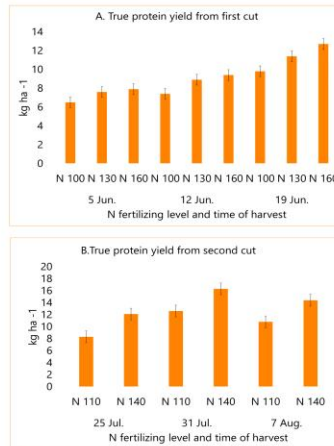 A. True protein yield from first cut
kg ha -1
14
12
10
8
6
4
2
0
N 100 N 130 N 160 N 100 N 130 N 160 N 100 N 130 N 160
5 Jun. 12 Jun. 19 Jun.
N fertilizing level and time of harvest
B.True protein yield from second cut
kg ha -1
20
18
16
14
12
10
8
6
4
2
0
N 110 N 140 N 110 N 140 N 110 N 140
25 Jul. 31 Jul. 7 Aug.
N fertilizing level and time of harvest